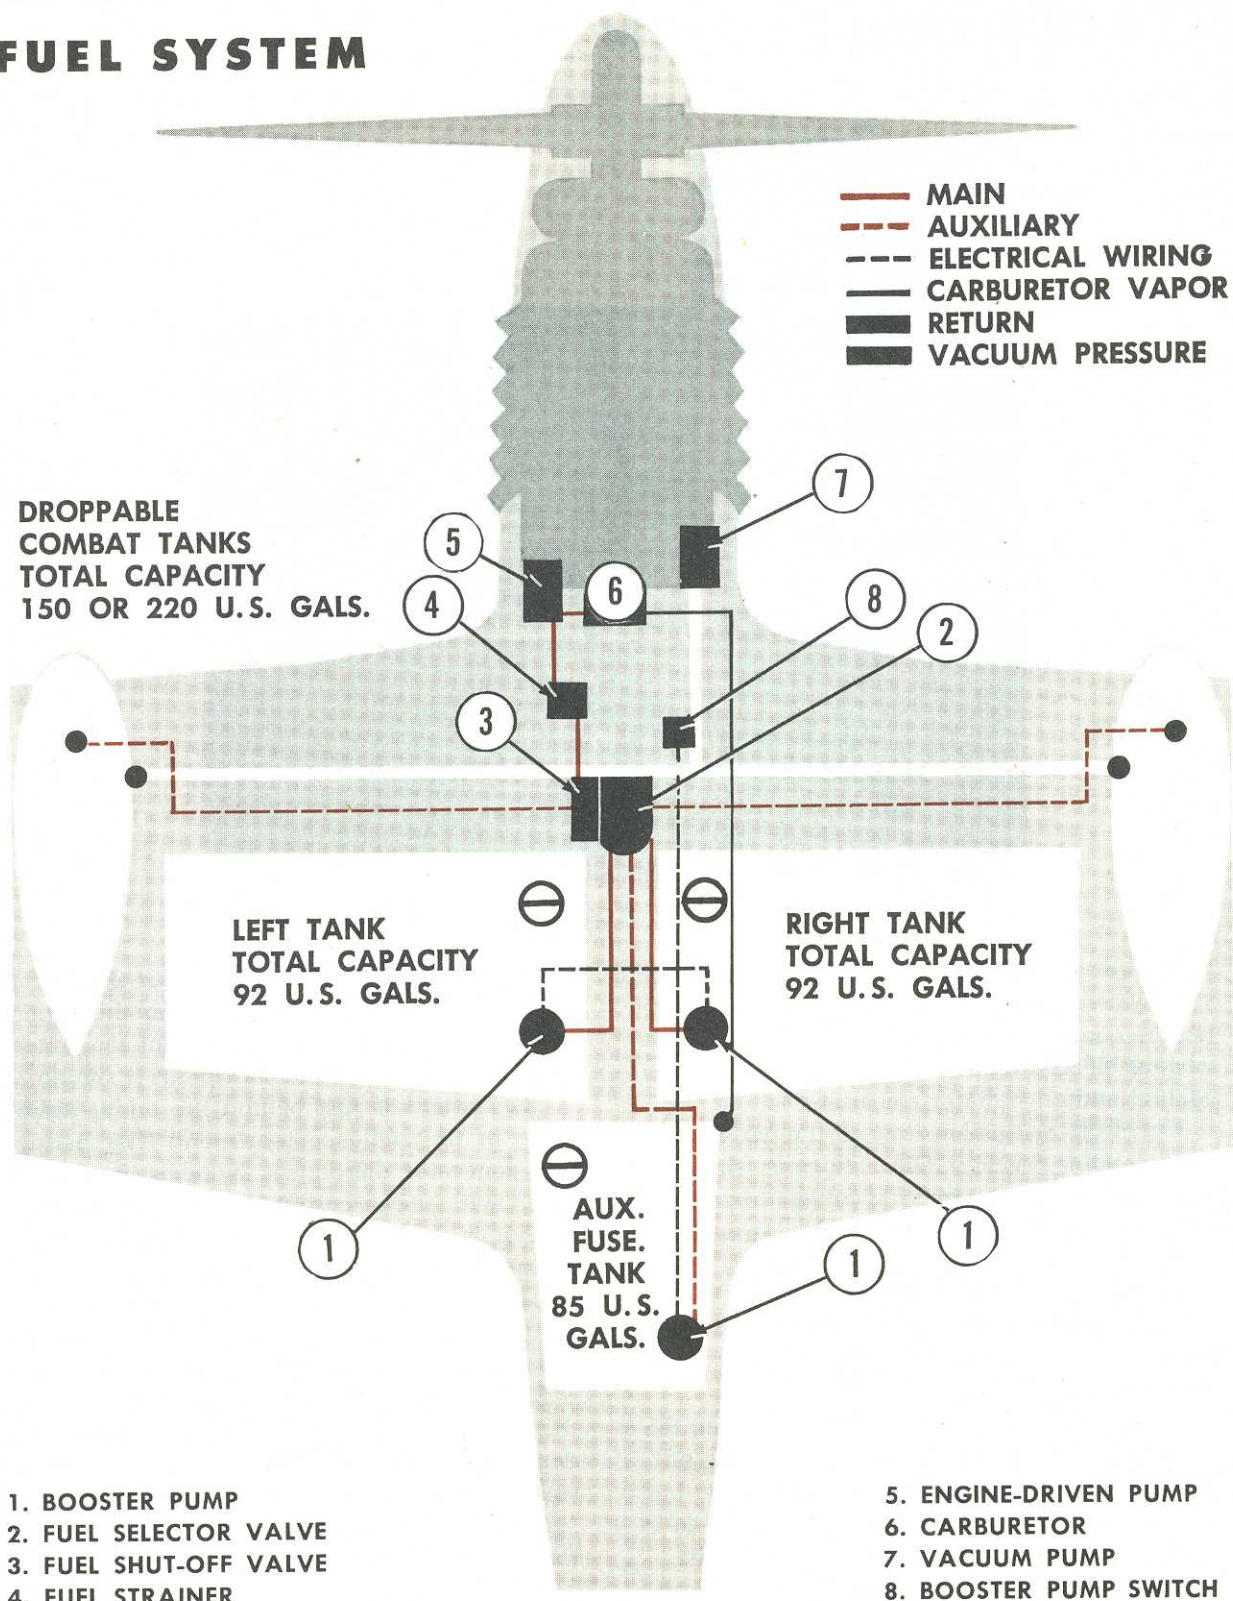 FUEL SYSTEM
MAIN
AUXILIARY
ELECTRICAL WIRING
CARBURETOR VAPOR
RETURN
VACUUM PRESSURE
DROPPABLE
COMBAT TANKS
TOTAL CAPACITY
150 OR 220 U.S. GALS.
7
5
6
4
8
2
3
LEFT TANK
TOTAL CAPACITY
92 U.S. GALS.
RIGHT TANK
TOTAL CAPACITY
92 U.S. GALS.
AUX.
FUSE.
TANK
85 U.S.
GALS.
1
1
1
1. BOOSTER PUMP
2. FUEL SELECTOR VALVE
3. FUEL SHUT-OFF VALVE
4. FUEL STRAINER
5. ENGINE-DRIVEN PUMP
6. CARBURETOR
7. VACUUM PUMP
8. BOOSTER PUMP SWITCH